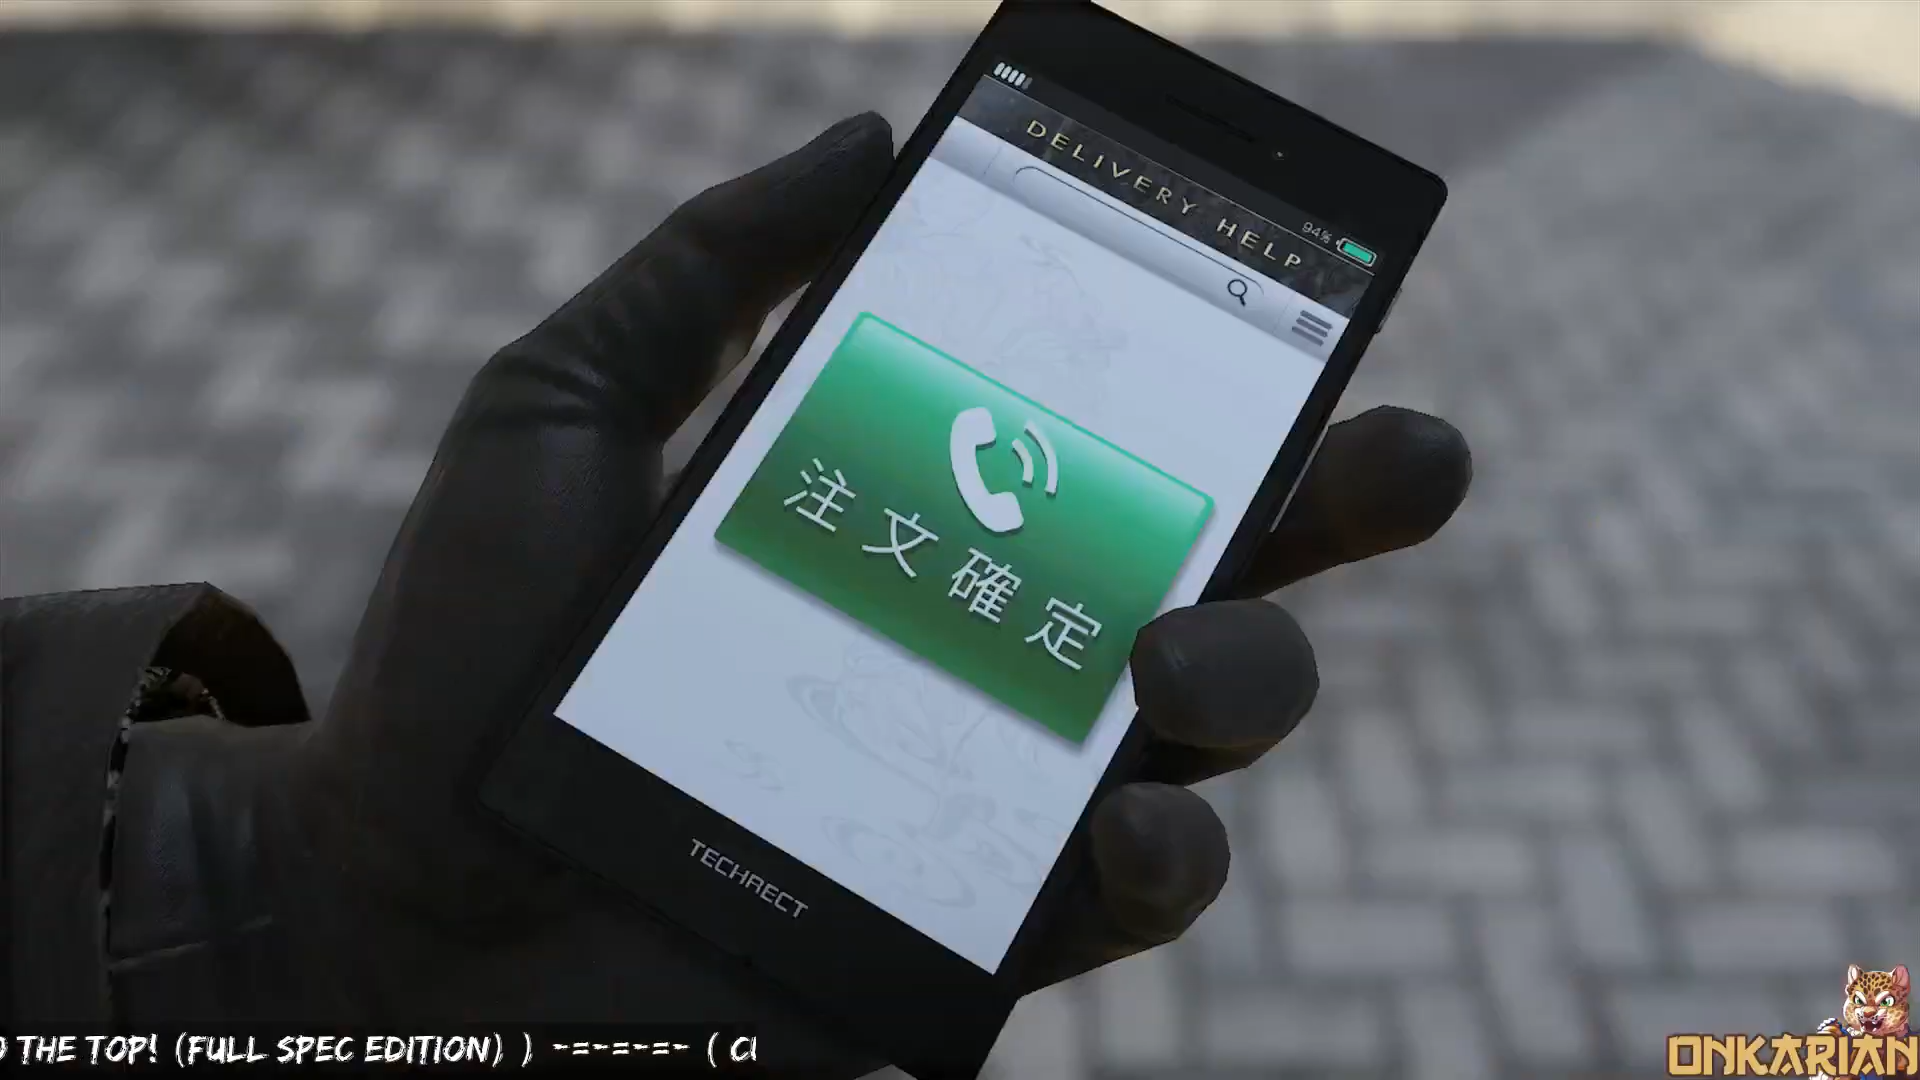 DELIVERY HELP
94%
注文確定
TECHRECT
THE TOP! (FULL SPEC EDITION) ) -=-=-=- (
ONKARIAN